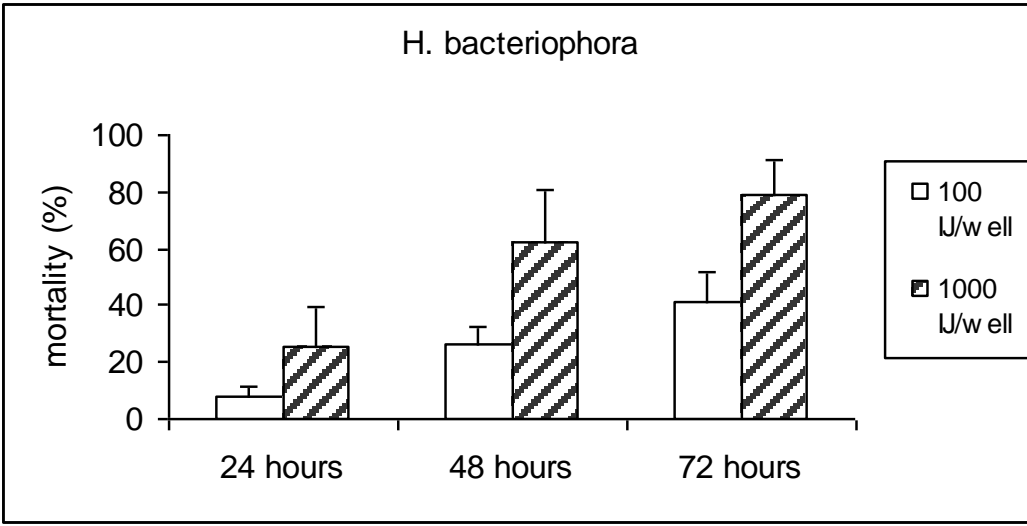 H. bacteriophora
100
80
60
40
20
0
mortality (%)
24 hours 48 hours 72 hours
100
IJ/w ell
1000
IJ/w ell